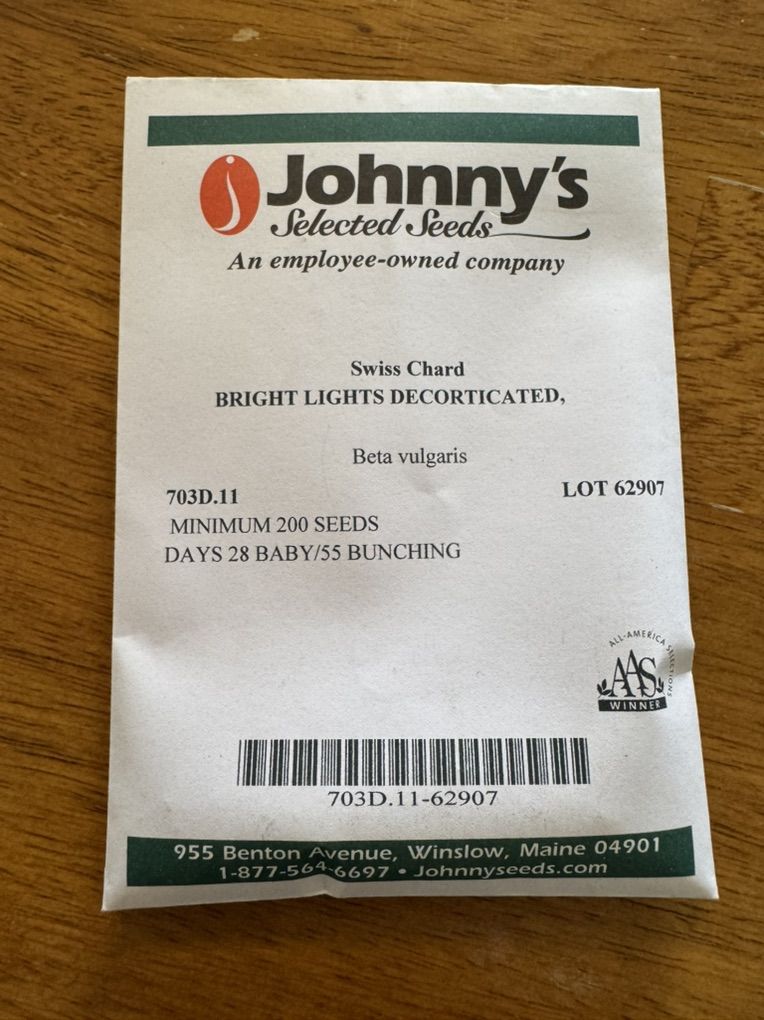 Johnny's
Selected Seeds
An employee-owned company
Swiss Chard
BRIGHT LIGHTS DECORTICATED,
Beta vulgaris
703D.11
LOT 62907
MINIMUM 200 SEEDS
DAYS 28 BABY/55 BUNCHING
ALL-AMERICA SELECTIONS
AAS
WINNER
703D.11-62907
955 Benton Avenue, Winslow, Maine 04901
1-877-564-6697 • Johnnyseeds.com